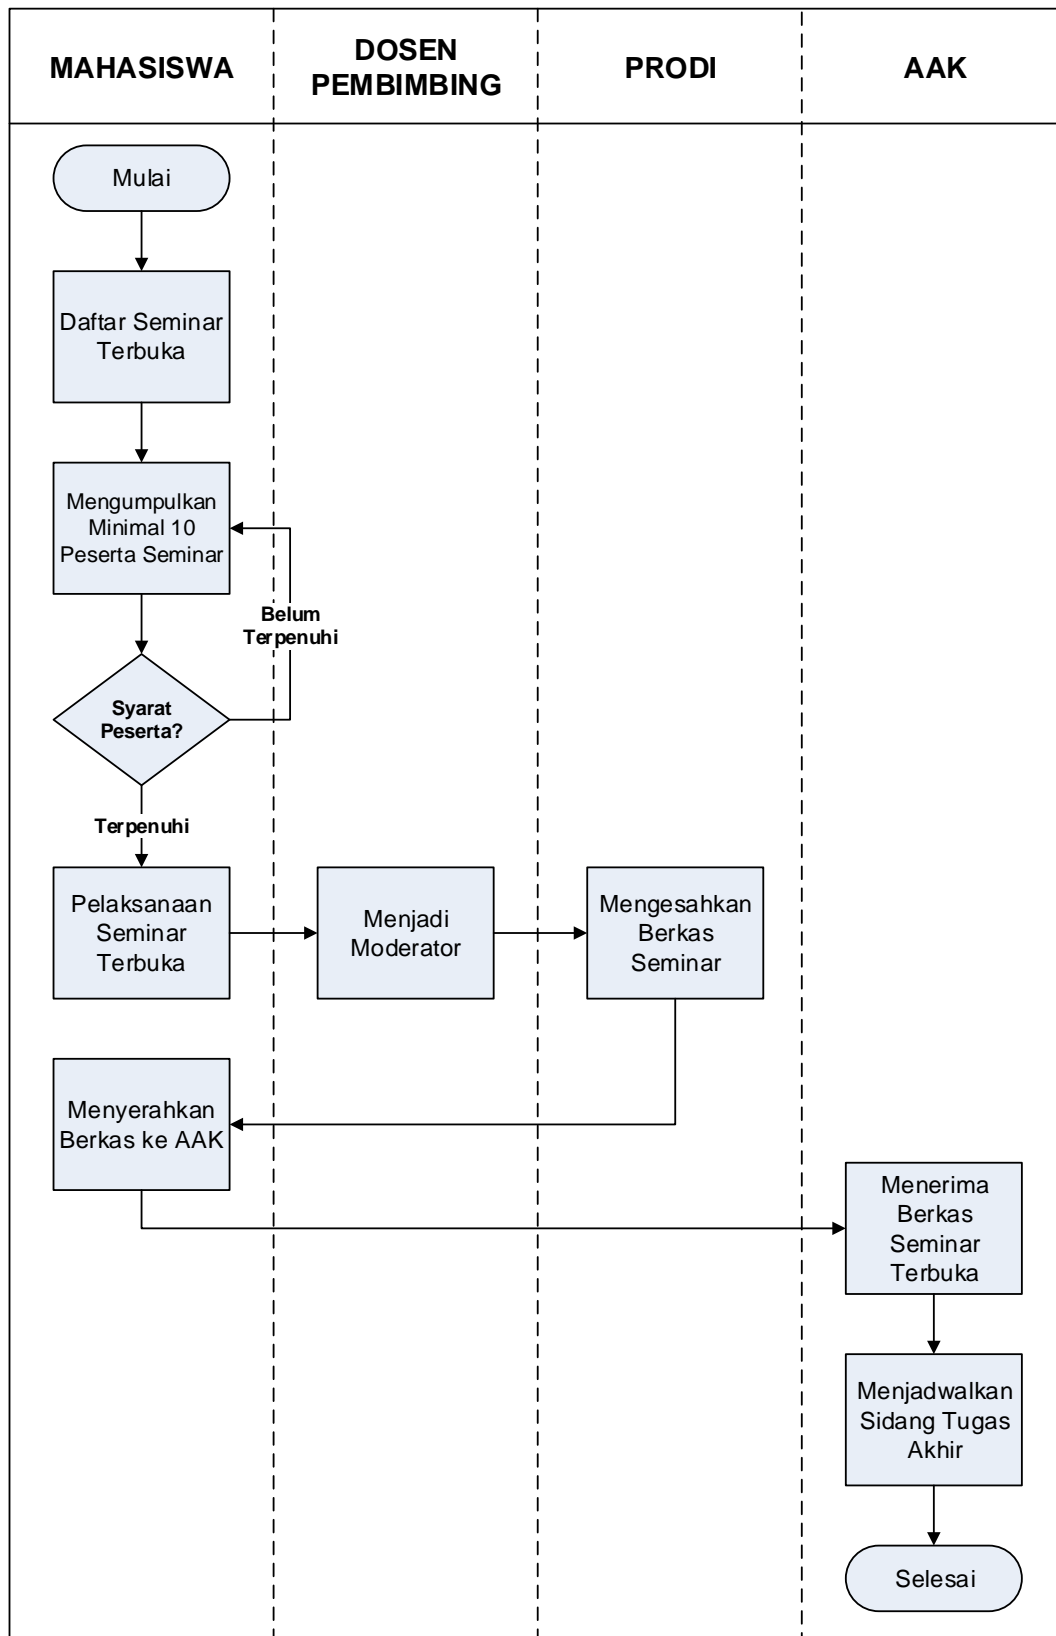 MAHASISWA
DOSEN
PEMBIMBING
PRODI
AAK
Mulai
Daftar Seminar
Terbuka
Mengumpulkan
Minimal 10
Peserta Seminar
Belum
Terpenuhi
Syarat
Peserta?
Terpenuhi
Pelaksanaan
Seminar
Terbuka
Menjadi
Moderator
Mengesahkan
Berkas
Seminar
Menyerahkan
Berkas ke AAK
Menerima
Berkas
Seminar
Terbuka
Menjadwalkan
Sidang Tugas
Akhir
Selesai